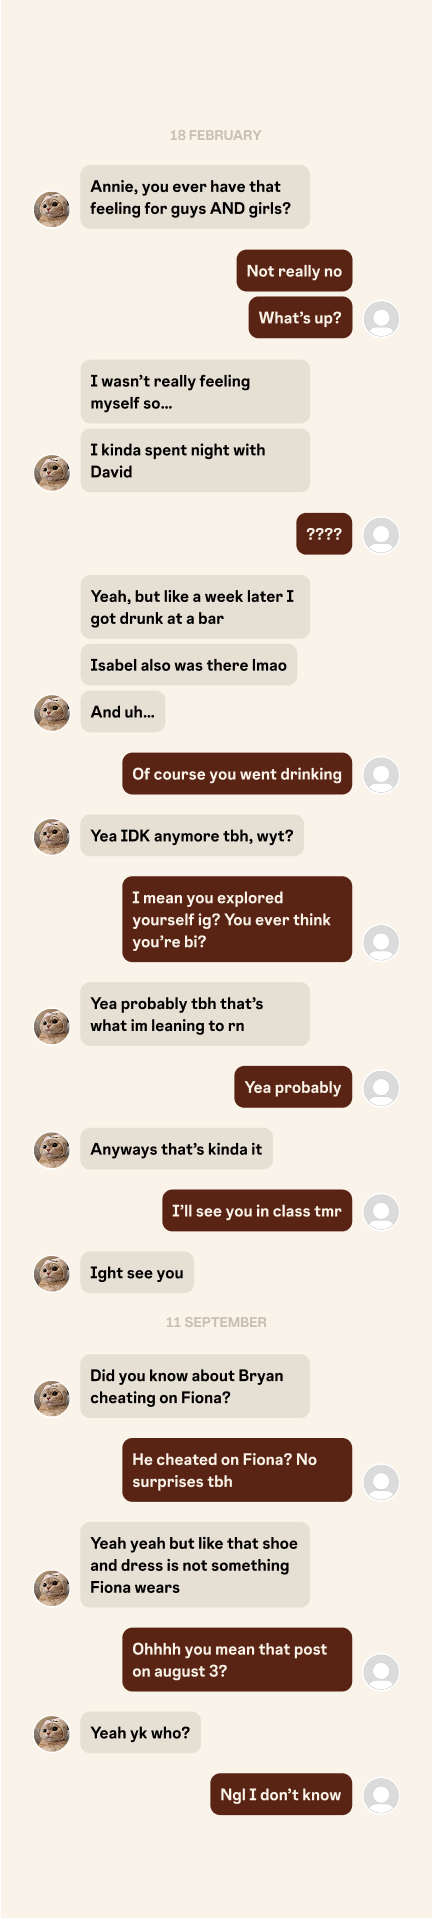 18 FEBRUARY
Annie, you ever have that
feeling for guys AND girls?
Not really no
What's up?
I wasn't really feeling
myself so...
I kinda spent night with
David
????
Yeah, but like a week later I
got drunk at a bar
Isabel also was there lmao
And uh...
Of course you went drinking
Yea IDK anymore tbh, wyt?
I mean you explored
yourself ig? You ever think
you're bi?
Yea probably tbh that's
what im leaning to rn
Yea probably
Anyways that's kinda it
I'll see you in class tmr
Ight see you
11 SEPTEMBER
Did you know about Bryan
cheating on Fiona?
He cheated on Fiona? No
surprises tbh
Yeah yeah but like that shoe
and dress is not something
Fiona wears
Ohhhh you mean that post
on august 3?
Yeah yk who?
Ngl I don't know